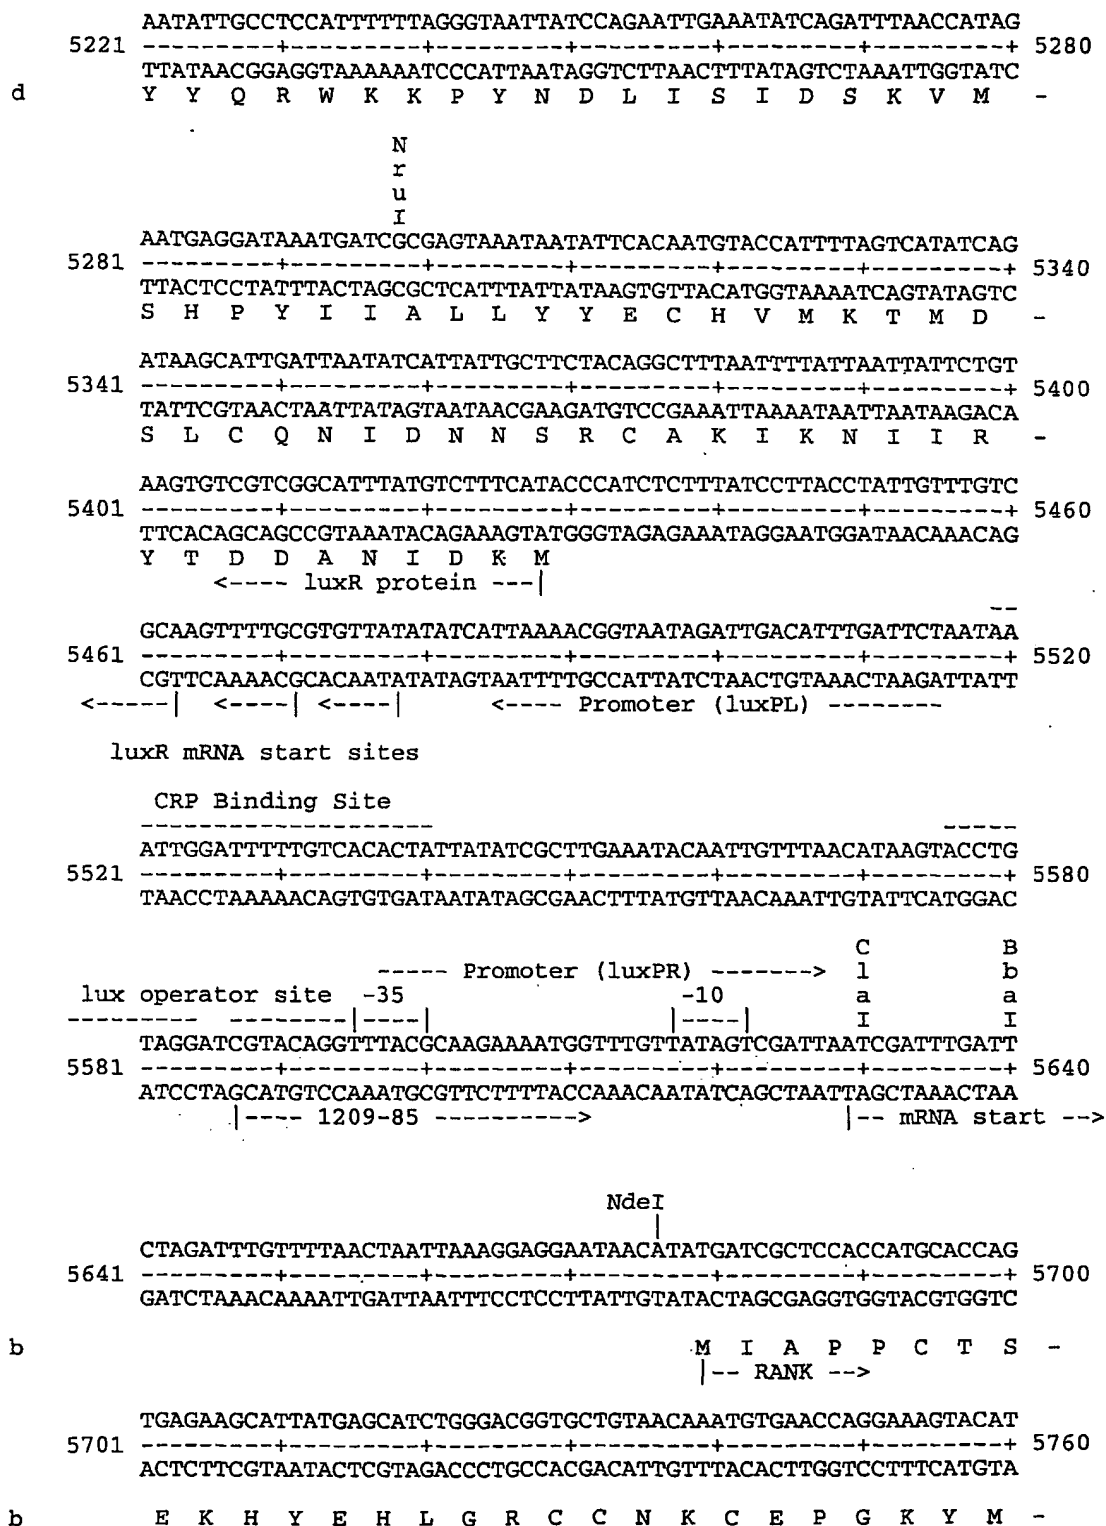 AATATTGCCTCCATTTTTTAGGGTAATTATCCAGAATTGAAATATCAGATTTAACCATAG
5221 ---------+---------+---------+---------+---------+---------+ 5280
TTATAACGGAGGTAAAAAATCCCATTAATAGGTCTTAACTTTATAGTCTAAATTGGTATC
d Y Y Q R W K K P Y N D L I S I D S K V M -
N
r
u
I
AATGAGGATAAATGATCGCGAGTAAATAATATTCACAATGTACCATTTTAGTCATATCAG
5281 ---------+---------+---------+---------+---------+---------+ 5340
TTACTCCTATTTACTAGCGCTCATTTATTATAAGTGTTACATGGTAAAATCAGTATAGTC
S H P Y I I A L L Y Y E C H V M K T M D -
ATAAGCATTGATTAATATCATTATTGCTTCTACAGGCTTTAATTTTATTAATTATTCTGT
5341 ---------+---------+---------+---------+---------+---------+ 5400
TATTCGTAACTAATTATAGTAATAACGAAGATGTCCGAAATTAAAATAATTAATAAGACA
S L C Q N I D N N S R C A K I K N I I R -
AAGTGTCGTCGGCATTTATGTCTTTCATACCCATCTCTTTATCCTTACCTATTGTTTGTC
5401 ---------+---------+---------+---------+---------+---------+ 5460
TTCACAGCAGCCGTAAATACAGAAAGTATGGGTAGAGAAATAGGAATGGATAACAAACAG
Y T D D A N I D K M
<---- luxR protein ---|
--
GCAAGTTTTGCGTGTTATATATCATTAAAACGGTAATAGATTGACATTTGATTCTAATAA
5461 ---------+---------+---------+---------+---------+---------+ 5520
CGTTCAAAACGCACAATATATAGTAATTTTGCCATTATCTAACTGTAAACTAAGATTATT
<-----| <----| <----| <---- Promoter (luxPL) --------
luxR mRNA start sites
CRP Binding Site
--------------------- -----
ATTGGATTTTTGTCACACTATTATATCGCTTGAAATACAATTGTTTAACATAAGTACCTG
5521 ---------+---------+---------+---------+---------+---------+ 5580
TAACCTAAAAACAGTGTGATAATATAGCGAACTTTATGTTAACAAATTGTATTCATGGAC
C B
----- Promoter (luxPR) -------> l b
lux operator site -35 -10 a a
--------- --------|----| |----| I I
TAGGATCGTACAGGTTTACGCAAGAAAATGGTTTGTTATAGTCGATTAATCGATTTGATT
5581 ---------+---------+---------+---------+---------+---------+ 5640
ATCCTAGCATGTCCAAATGCGTTCTTTTACCAAACAATATCAGCTAATTAGCTAAACTAA
|---- 1209-85 ----------> |-- mRNA start -->
NdeI
|
CTAGATTTGTTTTAACTAATTAAAGGAGGAATAACATATGATCGCTCCACCATGCACCAG
5641 ---------+---------+---------+---------+---------+---------+ 5700
GATCTAAACAAAATTGATTAATTTCCTCCTTATTGTATACTAGCGAGGTGGTACGTGGTC
b M I A P P C T S -
|-- RANK -->
TGAGAAGCATTATGAGCATCTGGGACGGTGCTGTAACAAATGTGAACCAGGAAAGTACAT
5701 ---------+---------+---------+---------+---------+---------+ 5760
ACTCTTCGTAATACTCGTAGACCCTGCCACGACATTGTTTACACTTGGTCCTTTCATGTA
b E K H Y E H L G R C C N K C E P G K Y M -